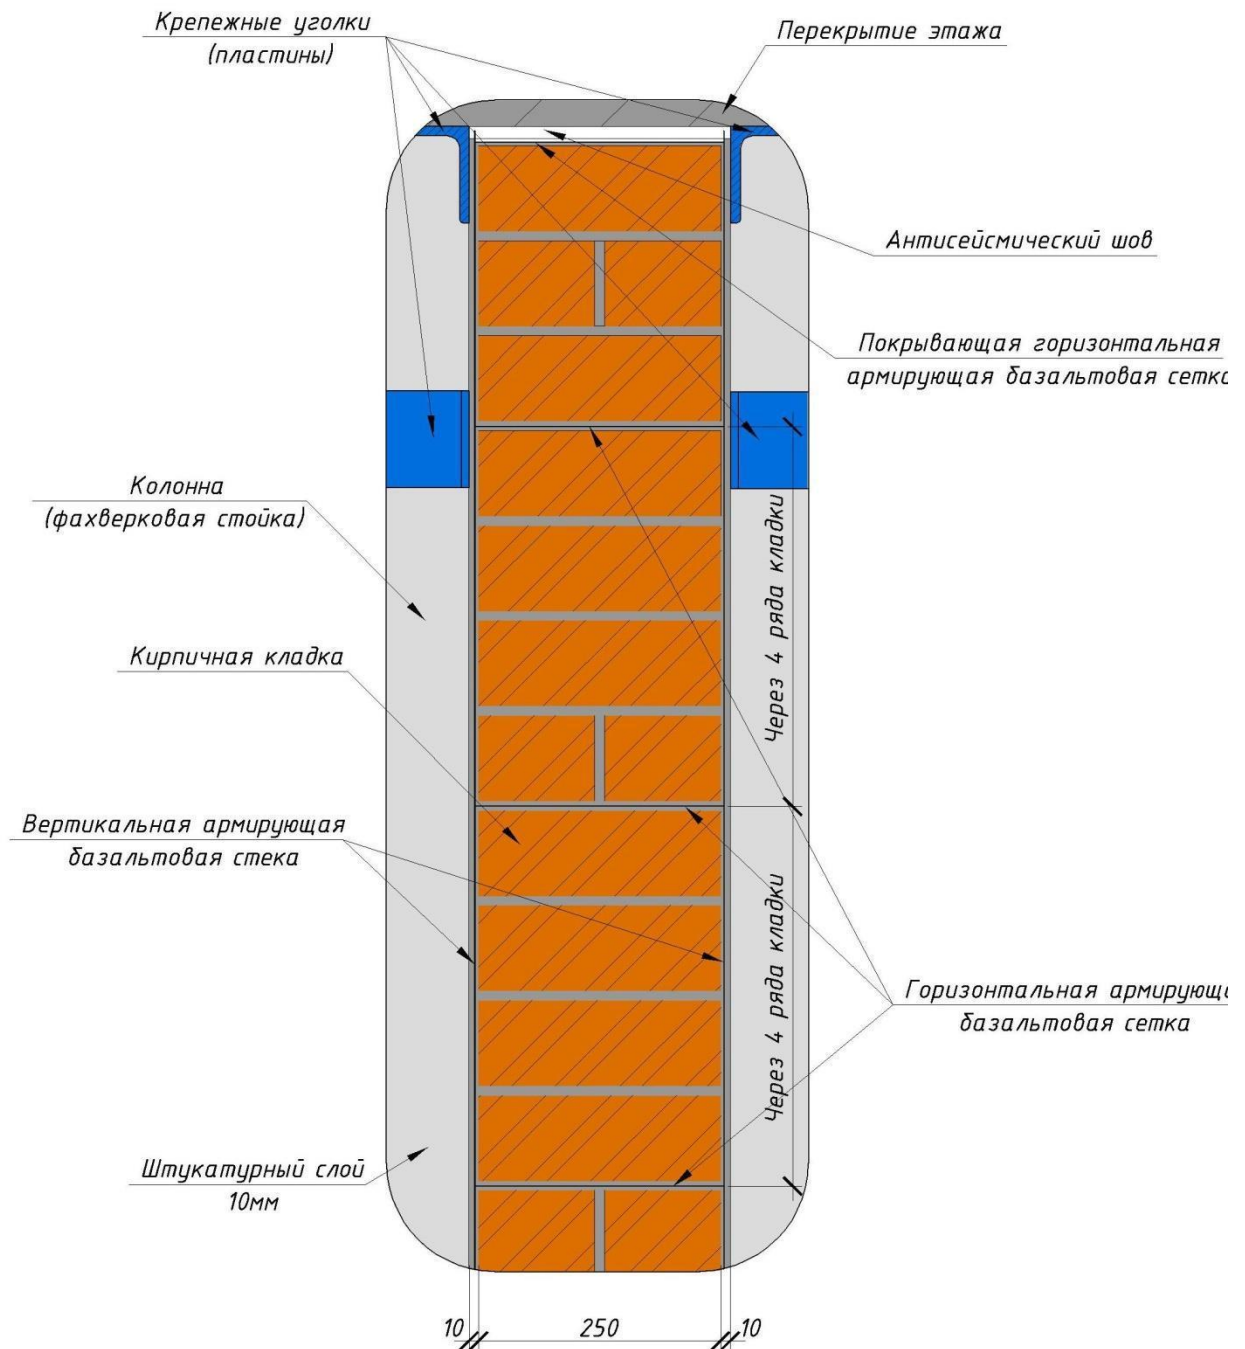 Крепежные уголки
(пластины)
Перекрытие этажа
Антисейсмический шов
Покрывающая горизонтальная
армирующая базальтовая сетка
Колонна
(фахверковая стойка)
Через 4 ряда кладки
Кирпичная кладка
Вертикальная армирующая
базальтовая стека
Через 4 ряда кладки
Горизонтальная армирующ
базальтовая сетка
Штукатурный слой
10мм
10 250 10